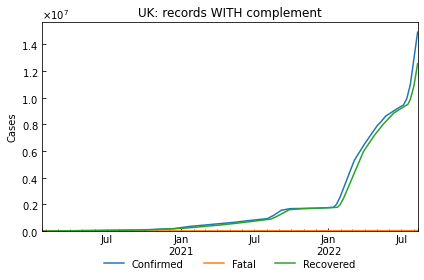 UK: records WITH complement
×10⁷
1.4
1.2
1.0
0.8
0.6
0.4
0.2
0.0
Cases
Jul Jan Jul Jan Jul
2021 2022
Confirmed Fatal Recovered